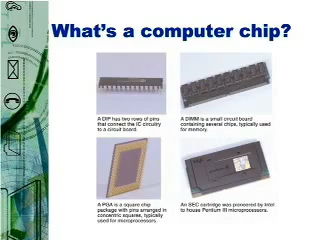 What's a computer chip?
A DIP has two rows of pins
that connect the IC circuitry
to a circuit board.
A DIMM is a small circuit board
containing several chips, typically used
for memory.
A PGA is a square chip
package with pins arranged in
concentric squares, typically
used for microprocessors.
An SEC cartridge was pioneered by Intel
to house Pentium III microprocessors.